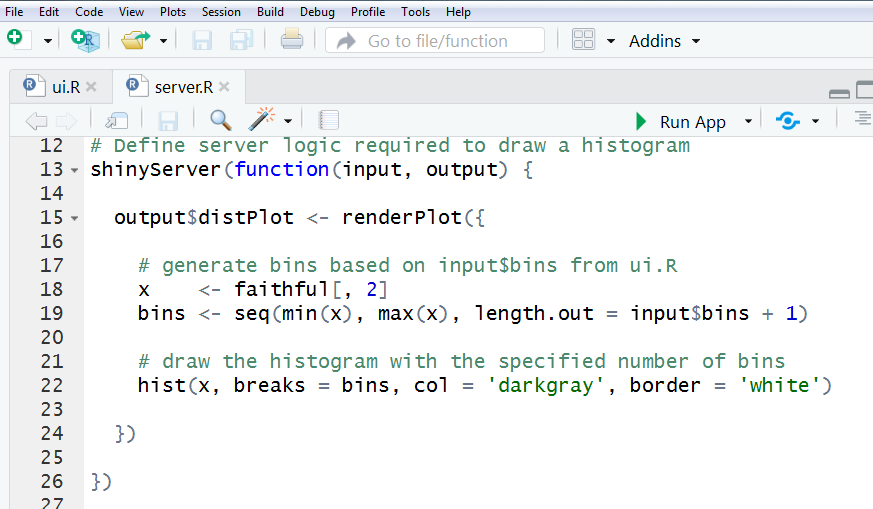 File Edit Code View Plots Session Build Debug Profile Tools Help
R Go to file/function Addins
R ui.R R server.R
Run App
12 # Define server logic required to draw a histogram
13 shinyServer(function(input, output) {
14
15   output$distPlot <- renderPlot({
16
17     # generate bins based on input$bins from ui.R
18     x    <- faithful[, 2]
19     bins <- seq(min(x), max(x), length.out = input$bins + 1)
20
21     # draw the histogram with the specified number of bins
22     hist(x, breaks = bins, col = 'darkgray', border = 'white')
23
24   })
25
26 })
27